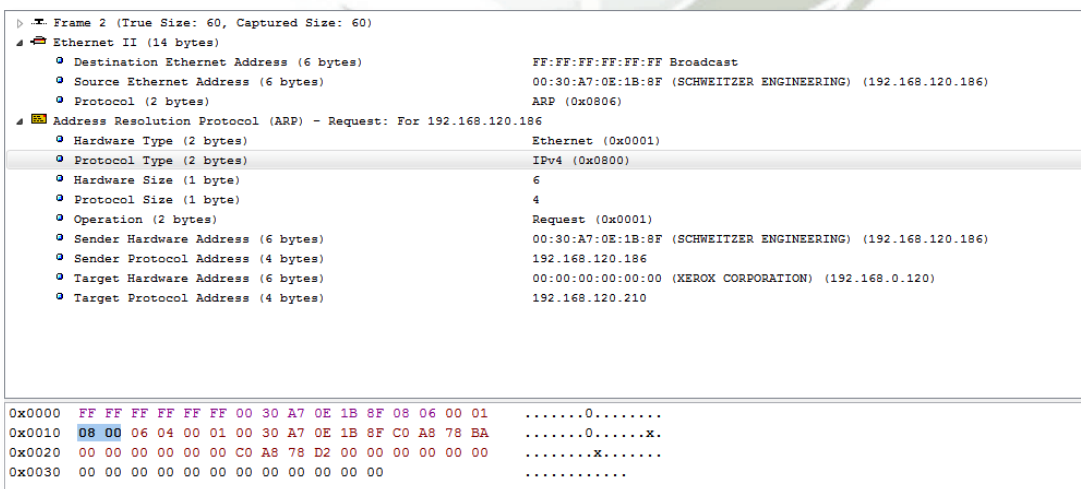 Frame 2 (True Size: 60, Captured Size: 60)
Ethernet II (14 bytes)
Destination Ethernet Address (6 bytes) FF:FF:FF:FF:FF:FF Broadcast
Source Ethernet Address (6 bytes) 00:30:A7:0E:1B:8F (SCHWEITZER ENGINEERING) (192.168.120.186)
Protocol (2 bytes) ARP (0x0806)
Address Resolution Protocol (ARP) - Request: For 192.168.120.186
Hardware Type (2 bytes) Ethernet (0x0001)
Protocol Type (2 bytes) IPv4 (0x0800)
Hardware Size (1 byte) 6
Protocol Size (1 byte) 4
Operation (2 bytes) Request (0x0001)
Sender Hardware Address (6 bytes) 00:30:A7:0E:1B:8F (SCHWEITZER ENGINEERING) (192.168.120.186)
Sender Protocol Address (4 bytes) 192.168.120.186
Target Hardware Address (6 bytes) 00:00:00:00:00:00 (XEROX CORPORATION) (192.168.0.120)
Target Protocol Address (4 bytes) 192.168.120.210
0x0000 FF FF FF FF FF FF 00 30 A7 0E 1B 8F 08 06 00 01 .......0........
0x0010 08 00 06 04 00 01 00 30 A7 0E 1B 8F C0 A8 78 BA .......0......x.
0x0020 00 00 00 00 00 00 C0 A8 78 D2 00 00 00 00 00 00 ........x.......
0x0030 00 00 00 00 00 00 00 00 00 00 00 00 ............